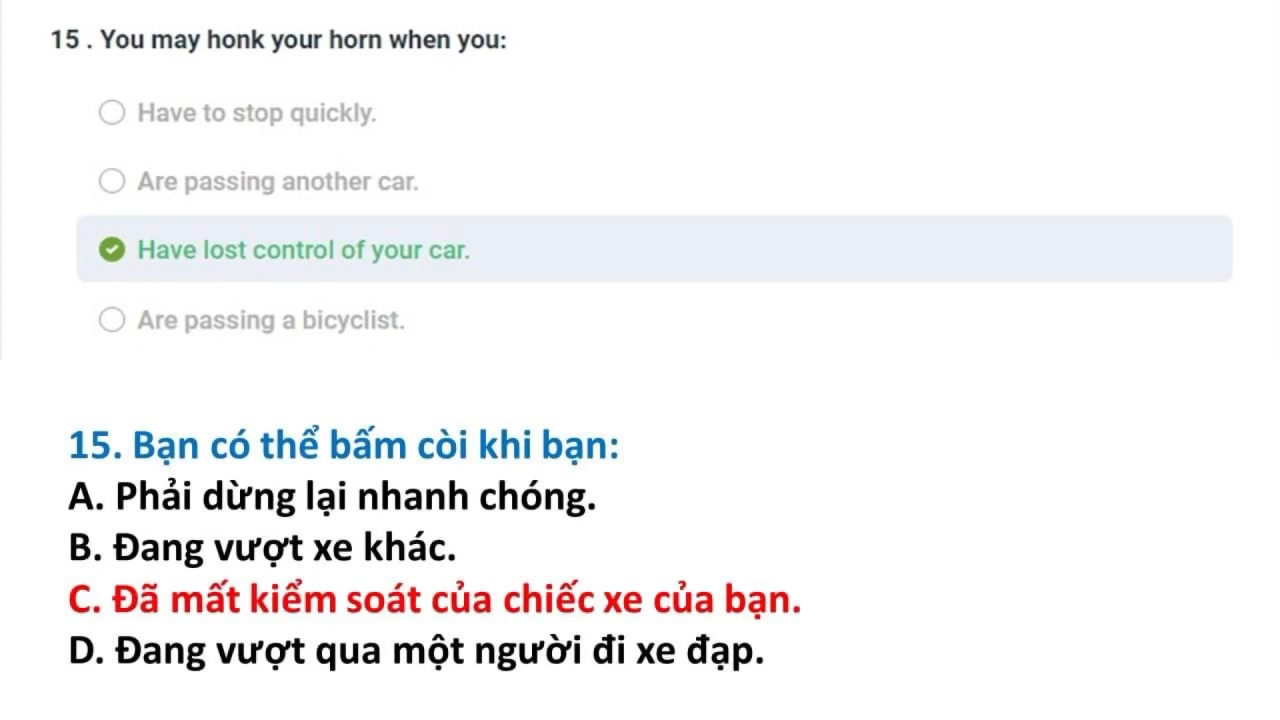 15 . You may honk your horn when you:
Have to stop quickly.
Are passing another car.
Have lost control of your car.
Are passing a bicyclist.
15. Bạn có thể bấm còi khi bạn:
A. Phải dừng lại nhanh chóng.
B. Đang vượt xe khác.
C. Đã mất kiểm soát của chiếc xe của bạn.
D. Đang vượt qua một người đi xe đạp.